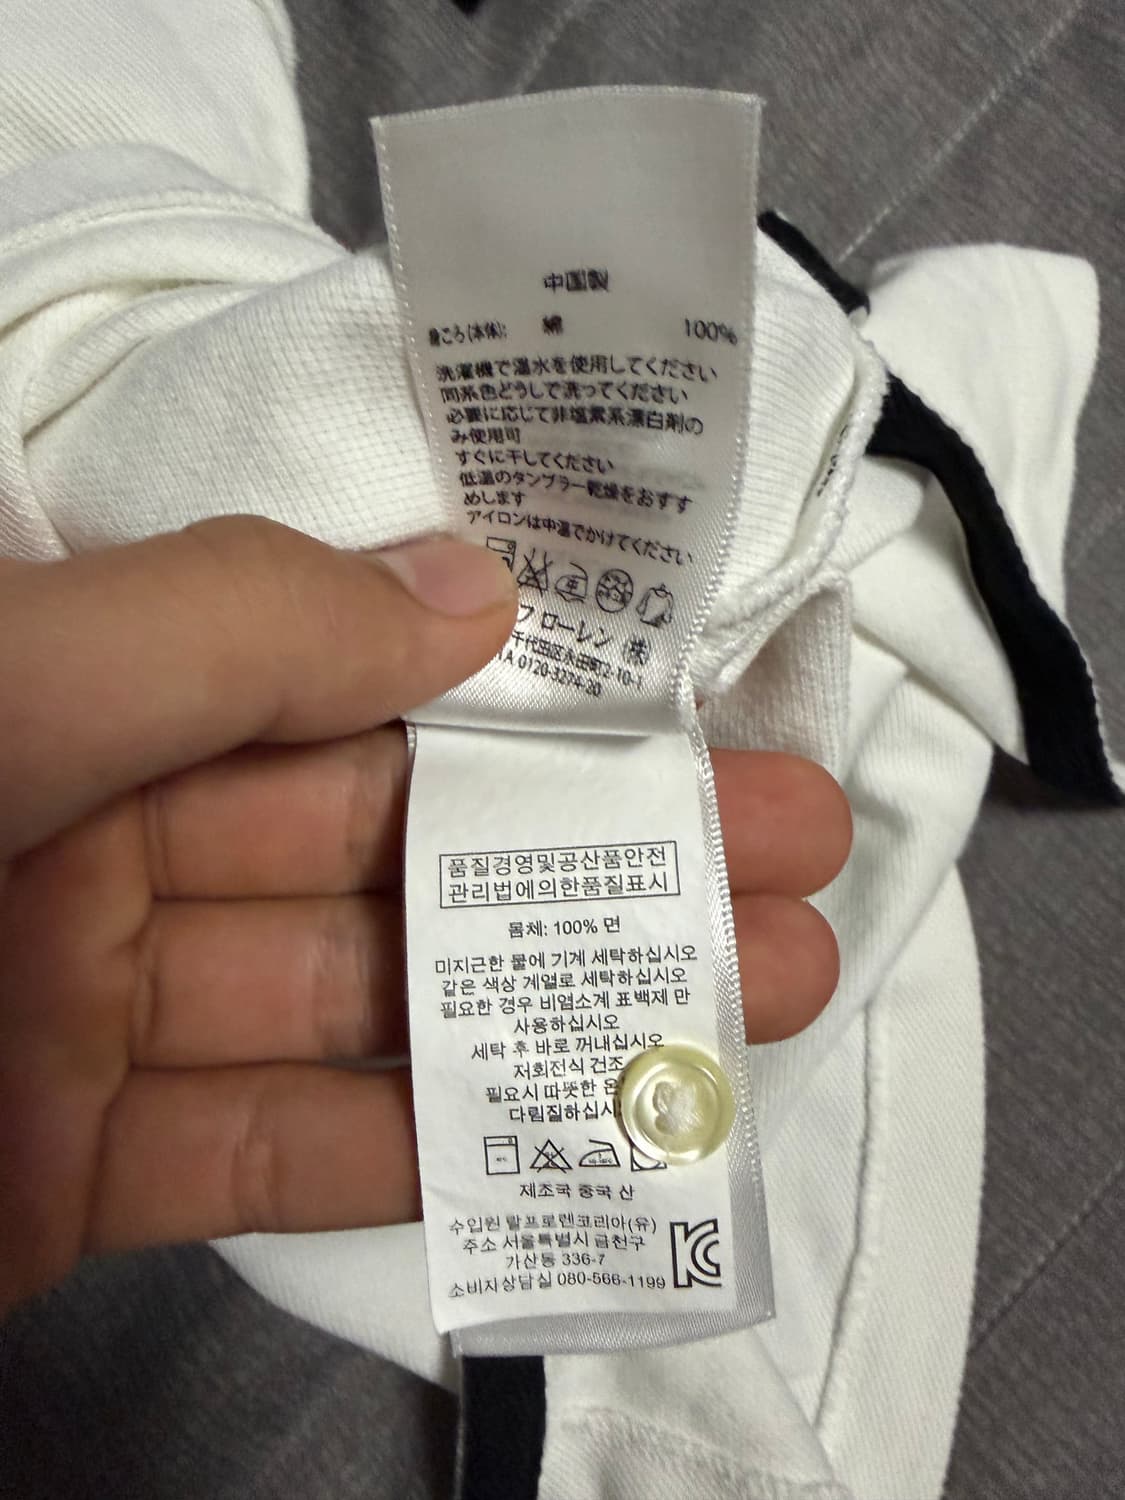 中国製
身ごろ(本体): 綿 100%
洗濯機で温水を使用してください
同系色どうしで洗ってください
必要に応じて非塩素系漂白剤の
み使用可
すぐに干してください
低温のタンブラー乾燥をおすす
めします
アイロンは中温でかけてください
フ ローレン (株)
千代田区永田町2-10-1
0120-3274-20
품질경영및공산품안전
관리법에의한품질표시
몸체: 100% 면
미지근한 물에 기계 세탁하십시오
같은 색상 계열로 세탁하십시오
필요한 경우 비염소계 표백제 만
사용하십시오
세탁 후 바로 꺼내십시오
저회전식 건조
필요시 따뜻한 온
다림질하십시
제조국 중국 산
수입원 랄프로렌코리아(유)
주소 서울특별시 금천구
가산동 336-7
소비자상담실 080-566-1199